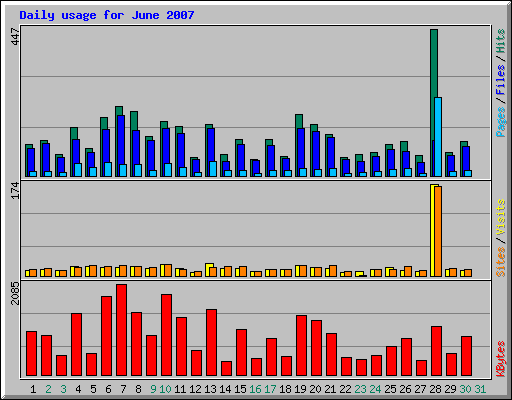 Daily usage for June 2007
447
Pages / Files / Hits
174
Sites / Visits
2085
KBytes
1 2 3 4 5 6 7 8 9 10 11 12 13 14 15 16 17 18 19 20 21 22 23 24 25 26 27 28 29 30 31